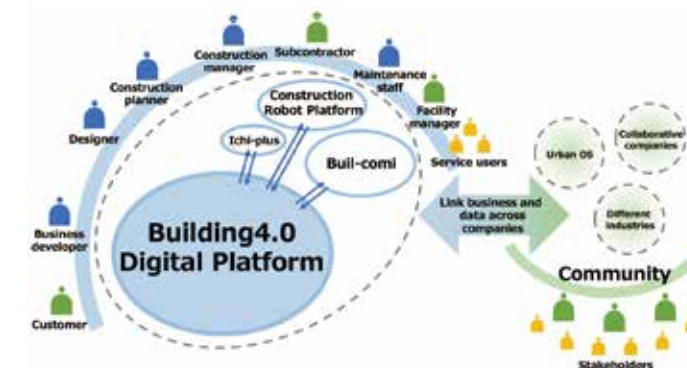 Construction
manager
Subcontractor
Construction
planner
Maintenance
staff
Designer
Facility
manager
Service users
Business
developer
Customer
Construction
Robot Platform
Ichi-plus
Buil-comi
Building4.0
Digital Platform
Link business and
data across
companies
Urban OS
Collaborative
companies
Different
industries
Community
Stakeholders